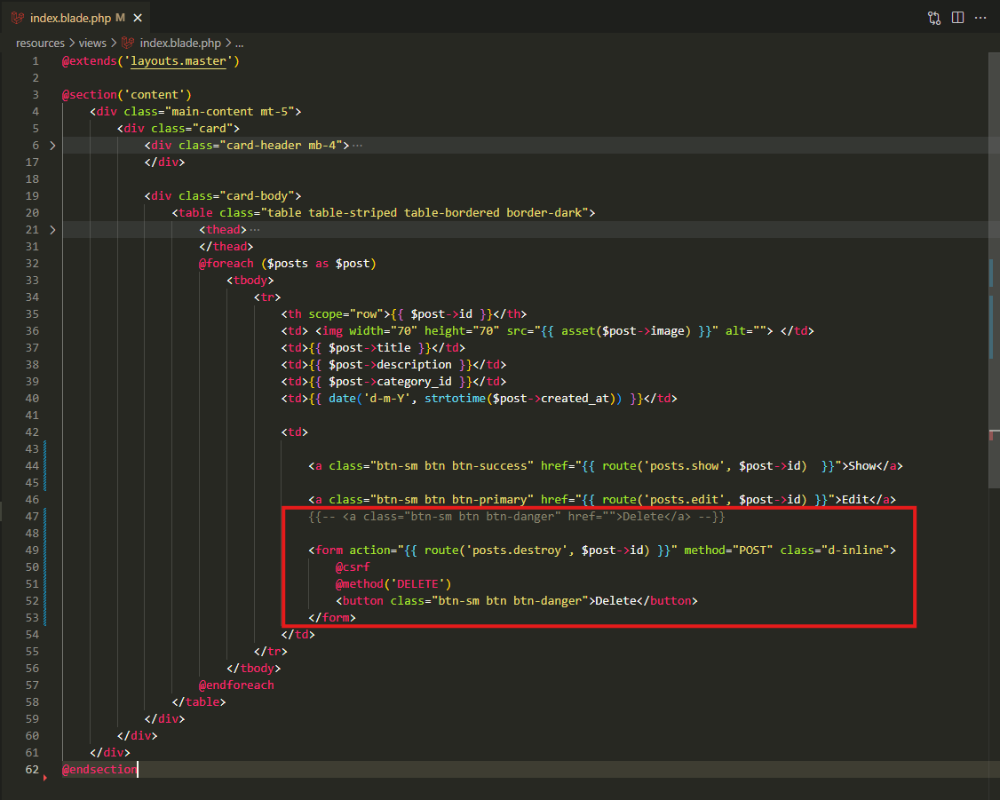 index.blade.php M ×
resources > views > index.blade.php > ...
1 @extends('layouts.master')
2
3 @section('content')
4 <div class="main-content mt-5">
5 <div class="card">
6 <div class="card-header mb-4">···
17 </div>
18
19 <div class="card-body">
20 <table class="table table-striped table-bordered border-dark">
21 <thead>···
31 </thead>
32 @foreach ($posts as $post)
33 <tbody>
34 <tr>
35 <th scope="row">{{ $post->id }}</th>
36 <td> <img width="70" height="70" src="{{ asset($post->image) }}" alt=""> </td>
37 <td>{{ $post->title }}</td>
38 <td>{{ $post->description }}</td>
39 <td>{{ $post->category_id }}</td>
40 <td>{{ date('d-m-Y', strtotime($post->created_at)) }}</td>
41
42 <td>
43
44 <a class="btn-sm btn btn-success" href="{{ route('posts.show', $post->id)  }}">Show</a>
45
46 <a class="btn-sm btn btn-primary" href="{{ route('posts.edit', $post->id) }}">Edit</a>
47 {{-- <a class="btn-sm btn btn-danger" href="">Delete</a> --}}
48
49 <form action="{{ route('posts.destroy', $post->id) }}" method="POST" class="d-inline">
50 @csrf
51 @method('DELETE')
52 <button class="btn-sm btn btn-danger">Delete</button>
53 </form>
54 </td>
55 </tr>
56 </tbody>
57 @endforeach
58 </table>
59 </div>
60 </div>
61 </div>
62 @endsection